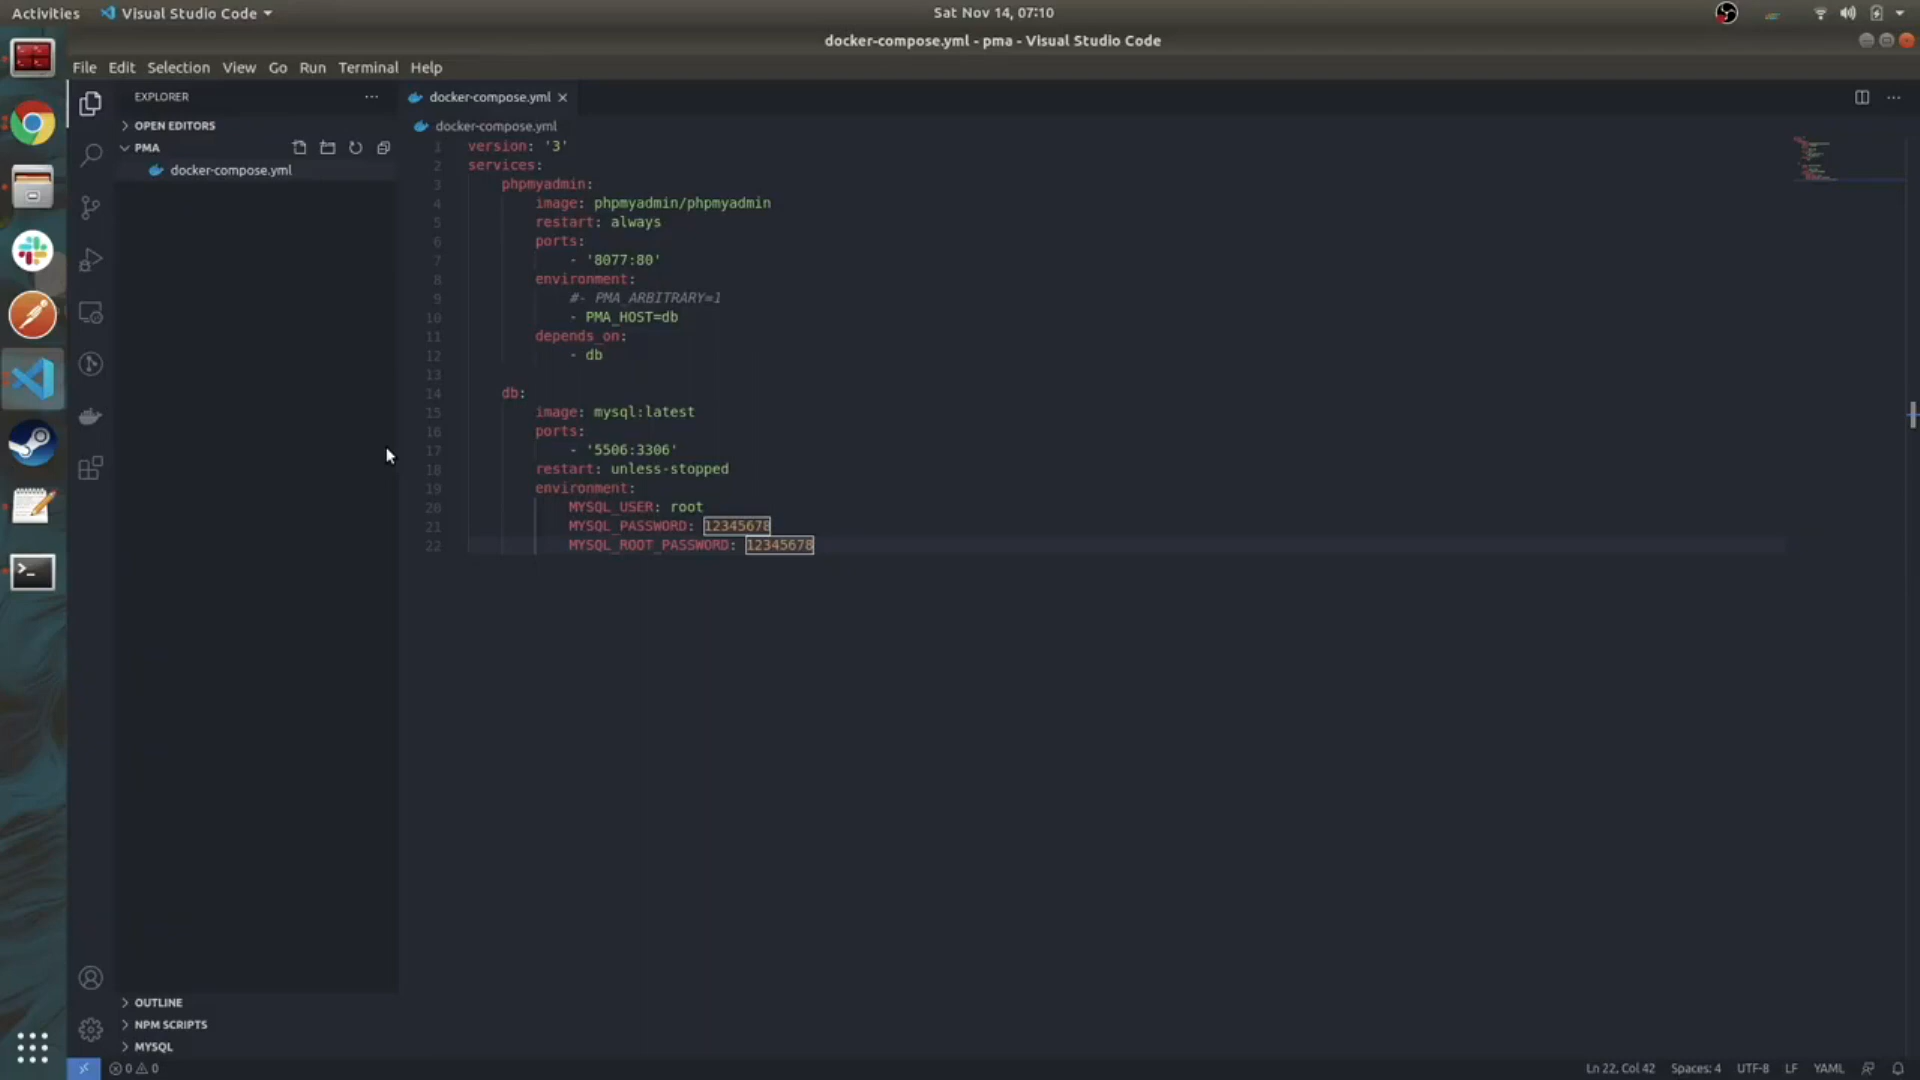 Activities Visual Studio Code Sat Nov 14, 07:10
docker-compose.yml - pma - Visual Studio Code
File Edit Selection View Go Run Terminal Help
EXPLORER
OPEN EDITORS
PMA
docker-compose.yml
docker-compose.yml
docker-compose.yml
1 version: '3'
2 services:
3 phpmyadmin:
4 image: phpmyadmin/phpmyadmin
5 restart: always
6 ports:
7 - '8077:80'
8 environment:
9 #- PMA_ARBITRARY=1
10 - PMA_HOST=db
11 depends_on:
12 - db
13
14 db:
15 image: mysql:latest
16 ports:
17 - '5506:3306'
18 restart: unless-stopped
19 environment:
20 MYSQL_USER: root
21 MYSQL_PASSWORD: 12345678
22 MYSQL_ROOT_PASSWORD: 12345678
OUTLINE
NPM SCRIPTS
MYSQL
0 0 Ln 22, Col 42 Spaces: 4 UTF-8 LF YAML